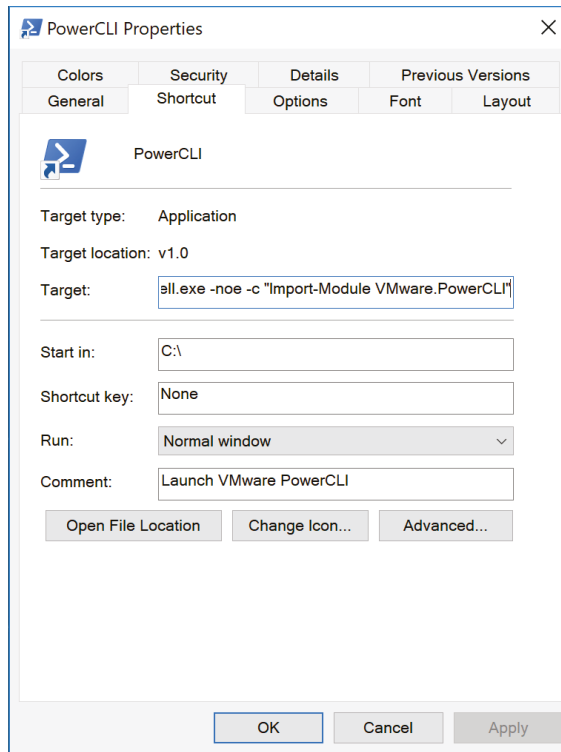 PowerCLI Properties
Colors Security Details Previous Versions
General Shortcut Options Font Layout
PowerCLI
Target type: Application
Target location: v1.0
Target: ell.exe -noe -c "Import-Module VMware.PowerCLI"
Start in: C:\
Shortcut key: None
Run: Normal window
Comment: Launch VMware PowerCLI
Open File Location Change Icon... Advanced...
OK Cancel Apply